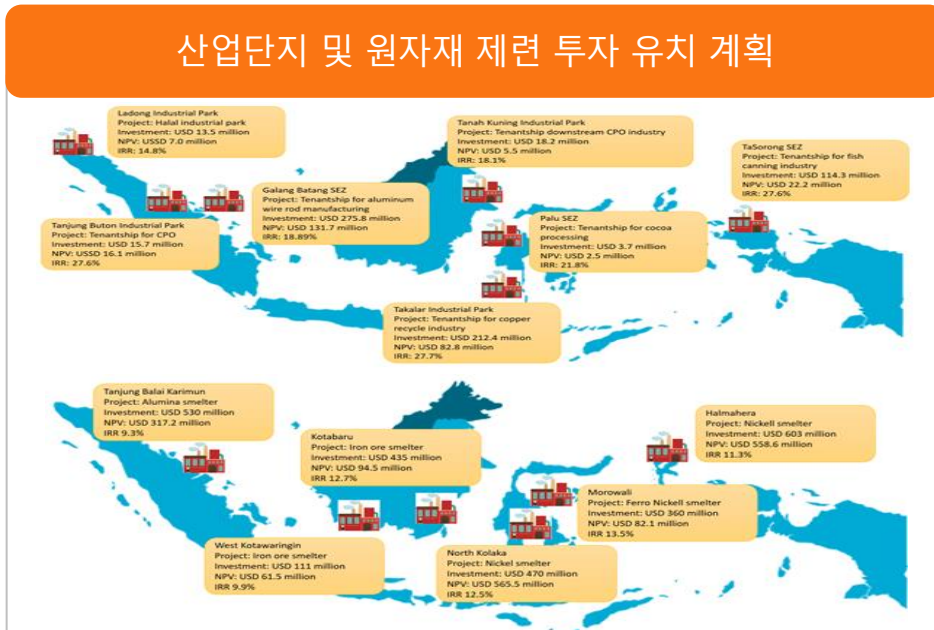 산업단지 및 원자재 제련 투자 유치 계획
Ladong Industrial Park
Project: Halal industrial park
Investment: USD 13.5 million
NPV: USSD 7.0 million
IRR: 14.8%
Tanah Kuning Industrial Park
Project: Tenantship downstream CPO industry
Investment: USD 18.2 million
NPV: USD 5.5 million
IRR: 18.1%
TaSorong SEZ
Project: Tenantship for fish
canning industry
Investment: USD 114.3 million
NPV: USD 22.2 million
IRR: 27.6%
Galang Batang SEZ
Project: Tenantship for aluminum
wire rod manufacturing
Investment: USD 275.8 million
NPV: USD 131.7 million
IRR: 18.89%
Palu SEZ
Project: Tenantship for cocoa
processing
Investment: USD 3.7 million
NPV: USD 2.5 million
IRR: 21.8%
Tanjung Buton Industrial Park
Project: Tenantship for CPO
Investment: USD 15.7 million
NPV: USSD 16.1 million
IRR: 27.6%
Takalar Industrial Park
Project: Tenantship for copper
recycle industry
Investment: USD 212.4 million
NPV: USD 82.8 million
IRR: 27.7%
Tanjung Balai Karimun
Project: Alumina smelter
Investment: USD 530 million
NPV: USD 317.2 million
IRR 9.3%
Halmahera
Project: Nickell smelter
Investment: USD 603 million
NPV: USD 558.6 million
IRR 11.3%
Kotabaru
Project: Iron ore smelter
Investment: USD 435 million
NPV: USD 94.5 million
IRR 12.7%
Morowali
Project: Ferro Nickell smelter
Investment: USD 360 million
NPV: USD 82.1 million
IRR 13.5%
West Kotawaringin
Project: Iron ore smelter
Investment: USD 111 million
NPV: USD 61.5 million
IRR 9.9%
North Kolaka
Project: Nickel smelter
Investment: USD 470 million
NPV: USD 565.5 million
IRR 12.5%